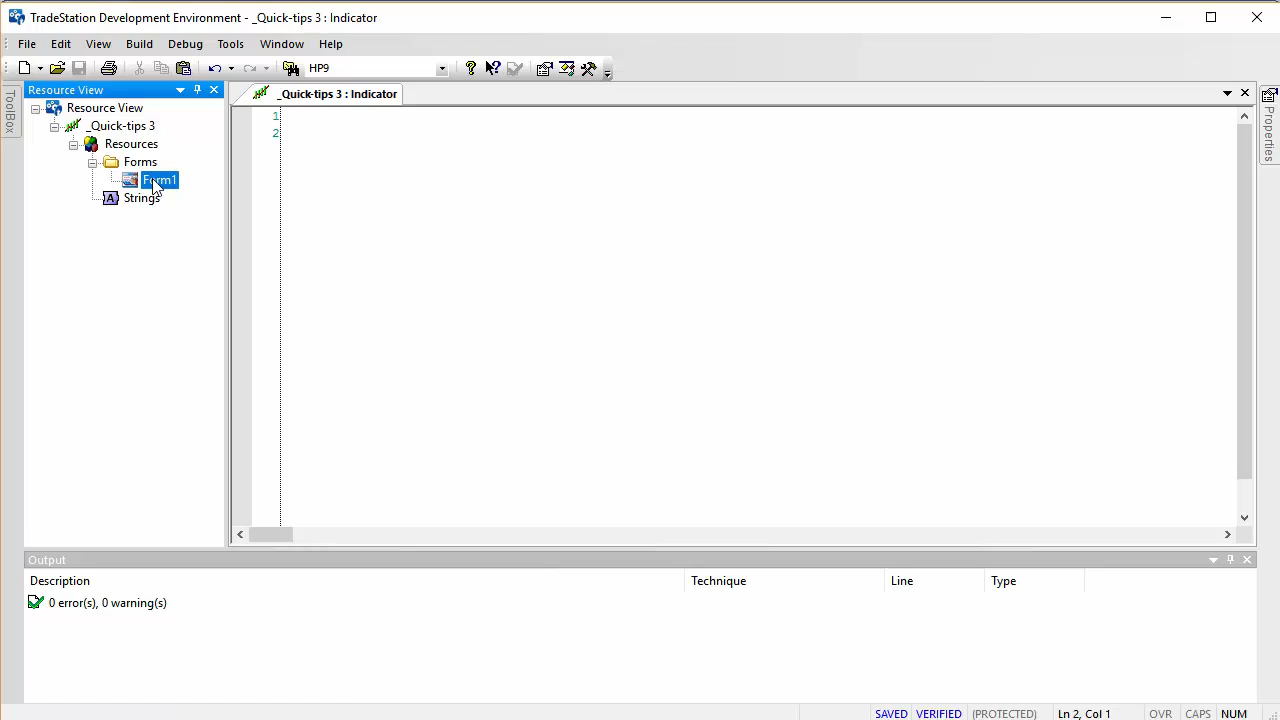 TradeStation Development Environment - _Quick-tips 3 : Indicator
File Edit View Build Debug Tools Window Help
HP9
ToolBox
Resource View
Resource View
_Quick-tips 3
Resources
Forms
Form1
Strings
_Quick-tips 3 : Indicator
1
2
Properties
Output
Description Technique Line Type
0 error(s), 0 warning(s)
SAVED VERIFIED (PROTECTED) Ln 2, Col 1 OVR CAPS NUM